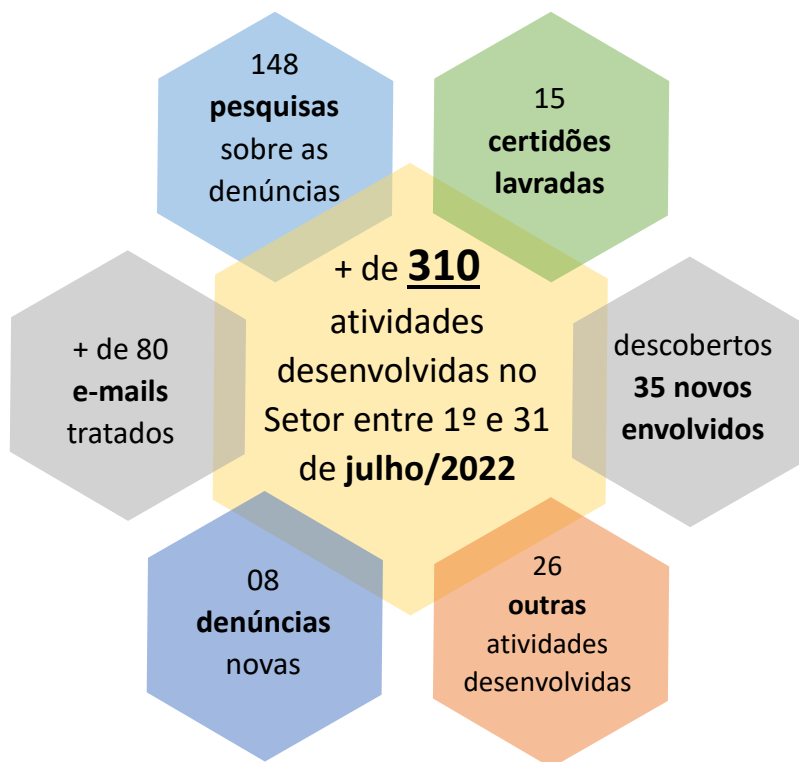 148
pesquisas
sobre as
denúncias
15
certidões
lavradas
+ de 310
atividades
desenvolvidas no
Setor entre 1º e 31
de julho/2022
+ de 80
e-mails
tratados
descobertos
35 novos
envolvidos
08
denúncias
novas
26
outras
atividades
desenvolvidas